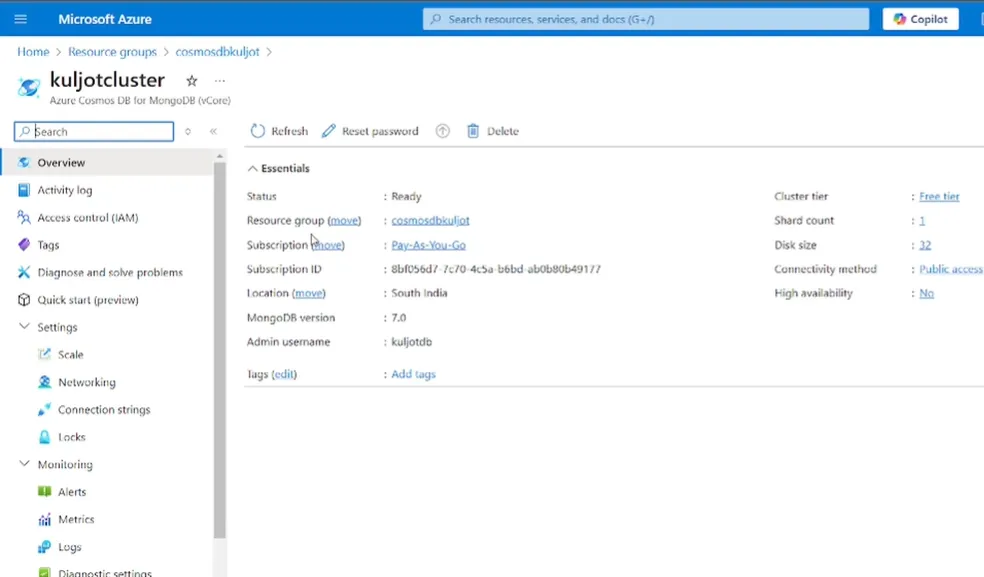 Microsoft Azure
Search resources, services, and docs (G+/)
Copilot
Home > Resource groups > cosmosdbkuljot >
kuljotcluster
Azure Cosmos DB for MongoDB (vCore)
Search
Refresh
Reset password
Delete
Overview
Activity log
Access control (IAM)
Tags
Diagnose and solve problems
Quick start (preview)
Settings
Scale
Networking
Connection strings
Locks
Monitoring
Alerts
Metrics
Logs
Diagnostic settings
Essentials
Status : Ready
Resource group (move) : cosmosdbkuljot
Subscription (move) : Pay-As-You-Go
Subscription ID : 8bf056d7-7c70-4c5a-b6bd-ab0b80b49177
Location (move) : South India
MongoDB version : 7.0
Admin username : kuljotdb
Tags (edit) : Add tags
Cluster tier : Free tier
Shard count : 1
Disk size : 32
Connectivity method : Public access
High availability : No